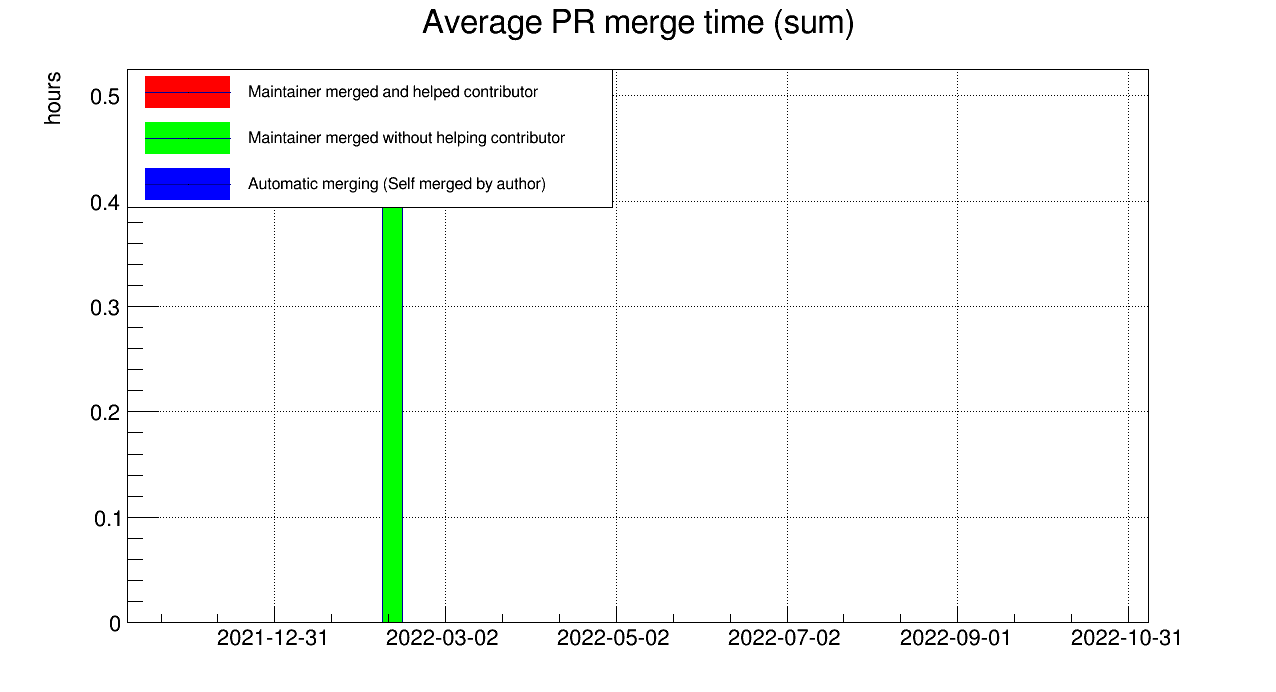 Average PR merge time (sum)
hours
Maintainer merged and helped contributor
Maintainer merged without helping contributor
Automatic merging (Self merged by author)
0.5
0.4
0.3
0.2
0.1
0
2021-12-31 2022-03-02 2022-05-02 2022-07-02 2022-09-01 2022-10-31